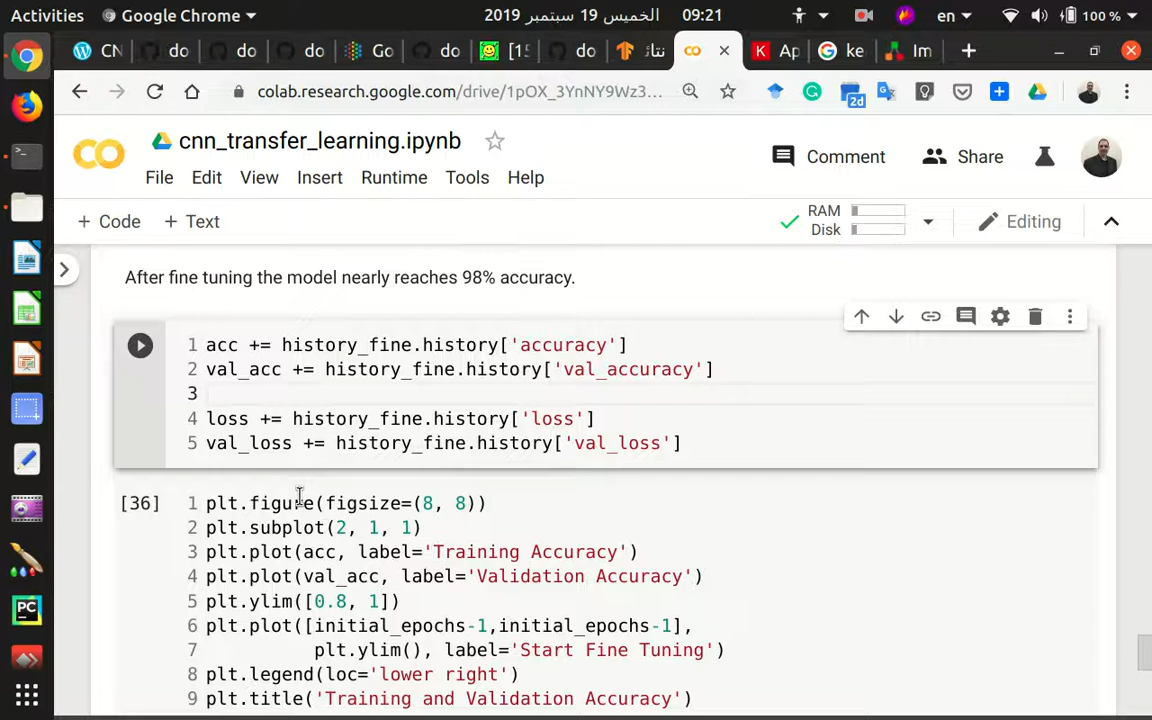 Activities
Google Chrome
الخميس 19 سبتمبر 2019
09:21
en
100 %
CN
do
do
do
Go
do
[15
do
نتائ
Ap
ke
Im
colab.research.google.com/drive/1pOX_3YnNY9Wz3...
2d
cnn_transfer_learning.ipynb
Comment
Share
File
Edit
View
Insert
Runtime
Tools
Help
+ Code
+ Text
RAM
Disk
Editing
After fine tuning the model nearly reaches 98% accuracy.
1 acc += history_fine.history['accuracy']
2 val_acc += history_fine.history['val_accuracy']
3
4 loss += history_fine.history['loss']
5 val_loss += history_fine.history['val_loss']
[36] 1 plt.figure(figsize=(8, 8))
2 plt.subplot(2, 1, 1)
3 plt.plot(acc, label='Training Accuracy')
4 plt.plot(val_acc, label='Validation Accuracy')
5 plt.ylim([0.8, 1])
6 plt.plot([initial_epochs-1,initial_epochs-1],
7 plt.ylim(), label='Start Fine Tuning')
8 plt.legend(loc='lower right')
9 plt.title('Training and Validation Accuracy')
PC